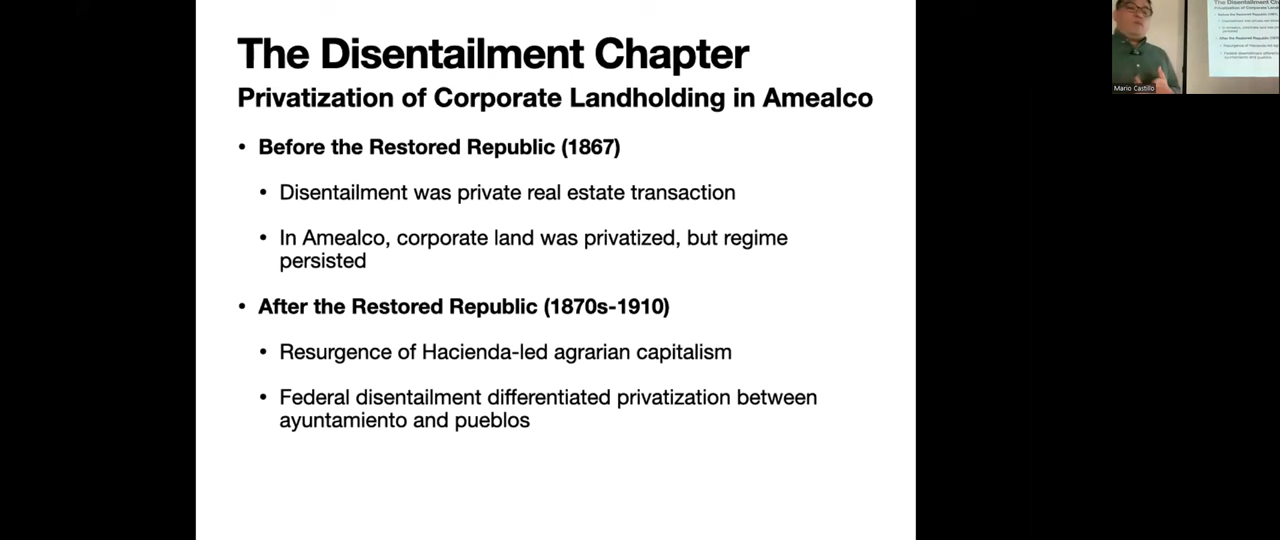 The Disentailment Chapter
Privatization of Corporate Landholding in Amealco
• Before the Restored Republic (1867)
• Disentailment was private real estate transaction
• In Amealco, corporate land was privatized, but regime
persisted
• After the Restored Republic (1870s-1910)
• Resurgence of Hacienda-led agrarian capitalism
• Federal disentailment differentiated privatization between
ayuntamiento and pueblos
Mario Castillo